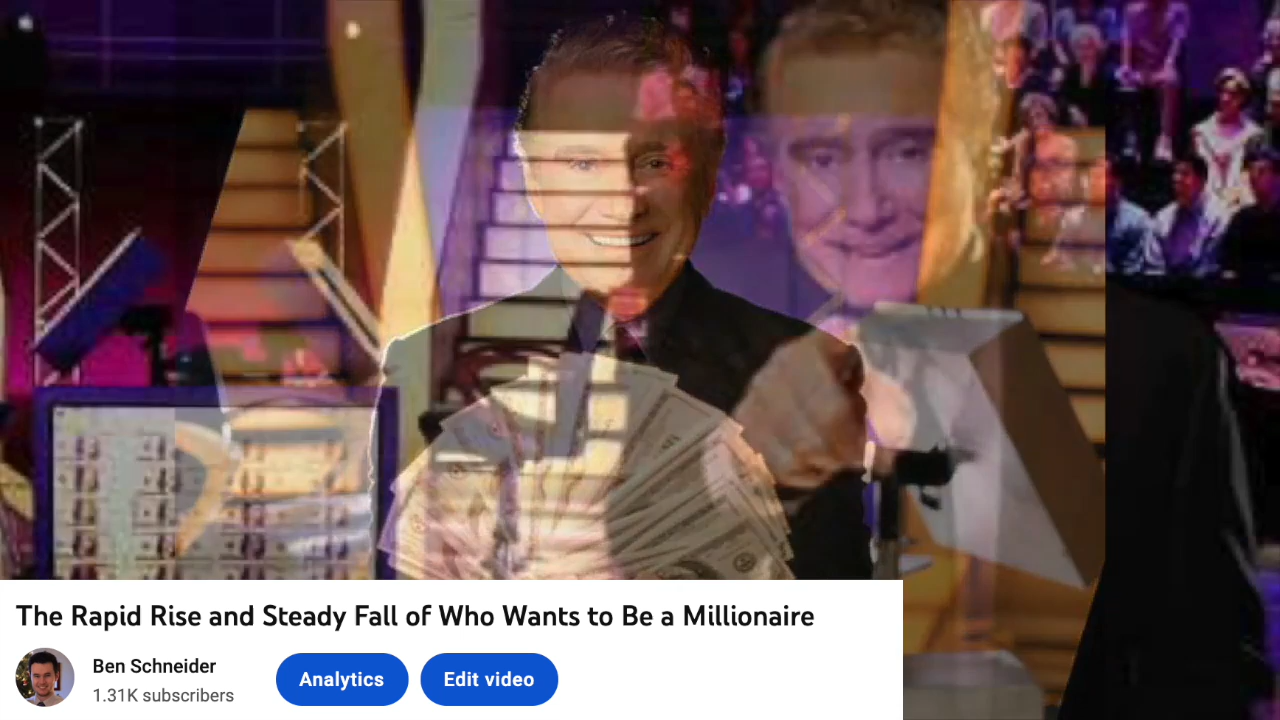 The Rapid Rise and Steady Fall of Who Wants to Be a Millionaire
Ben Schneider
1.31K subscribers
Analytics
Edit video